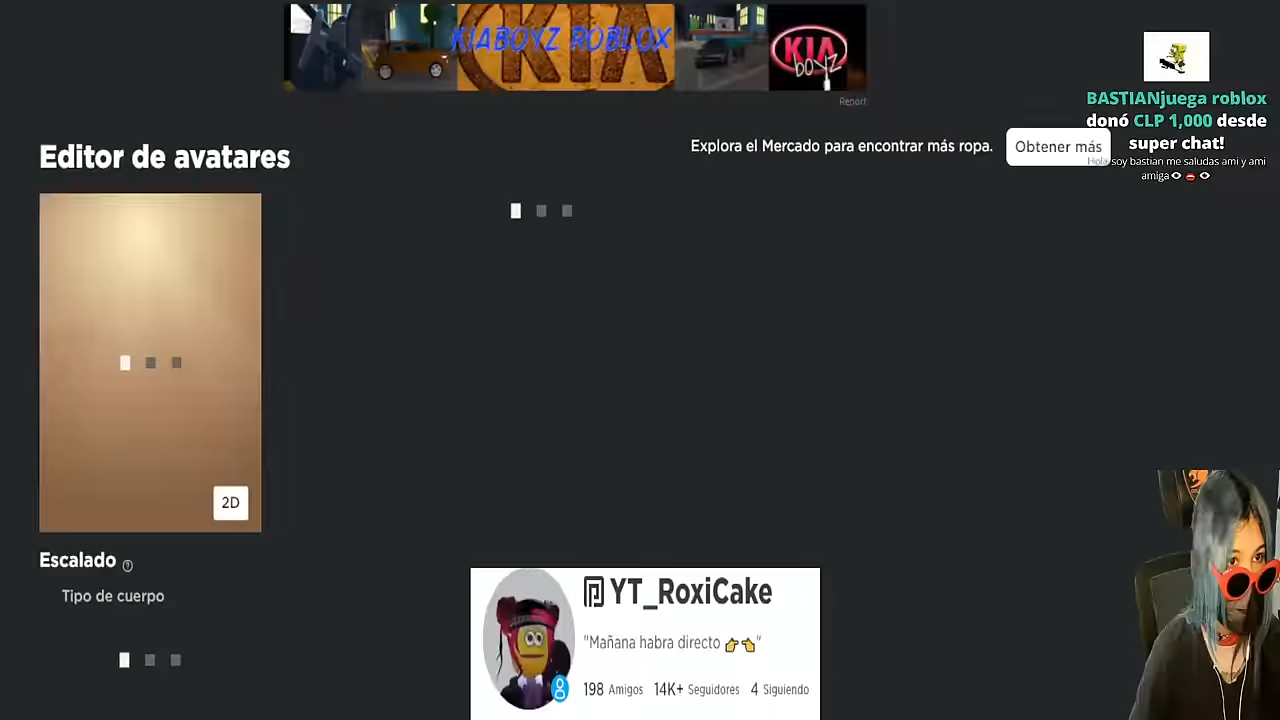 KIABOYZ ROBLOX
KIA
KIA
boyz
Report
Editor de avatares
Explora el Mercado para encontrar más ropa.
Obtener más
BASTIANjuega roblox
donó CLP 1,000 desde
super chat!
Hola soy bastian me saludas ami y ami
amiga👁️👄👁️
2D
Escalado
Tipo de cuerpo
YT_RoxiCake
"Mañana habra directo 👉👈"
198 Amigos 14K+ Seguidores 4 Siguiendo